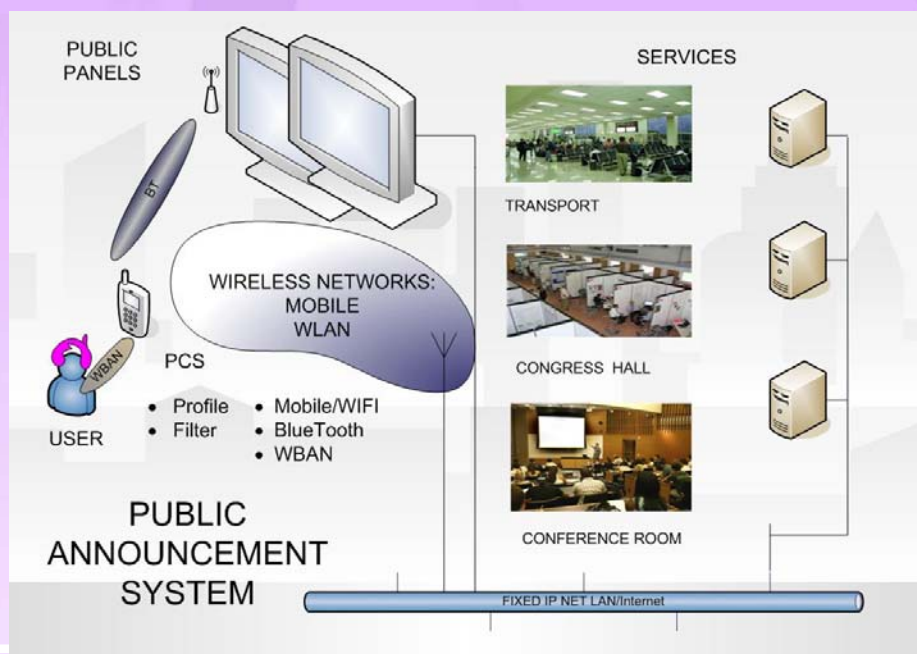 PUBLIC
PANELS
SERVICES
BT
TRANSPORT
WIRELESS NETWORKS:
MOBILE
WLAN
WBAN
PCS
CONGRESS HALL
USER
• Profile
• Filter
• Mobile/WIFI
• BlueTooth
• WBAN
PUBLIC
ANNOUNCEMENT
SYSTEM
CONFERENCE ROOM
FIXED IP NET LAN/Internet